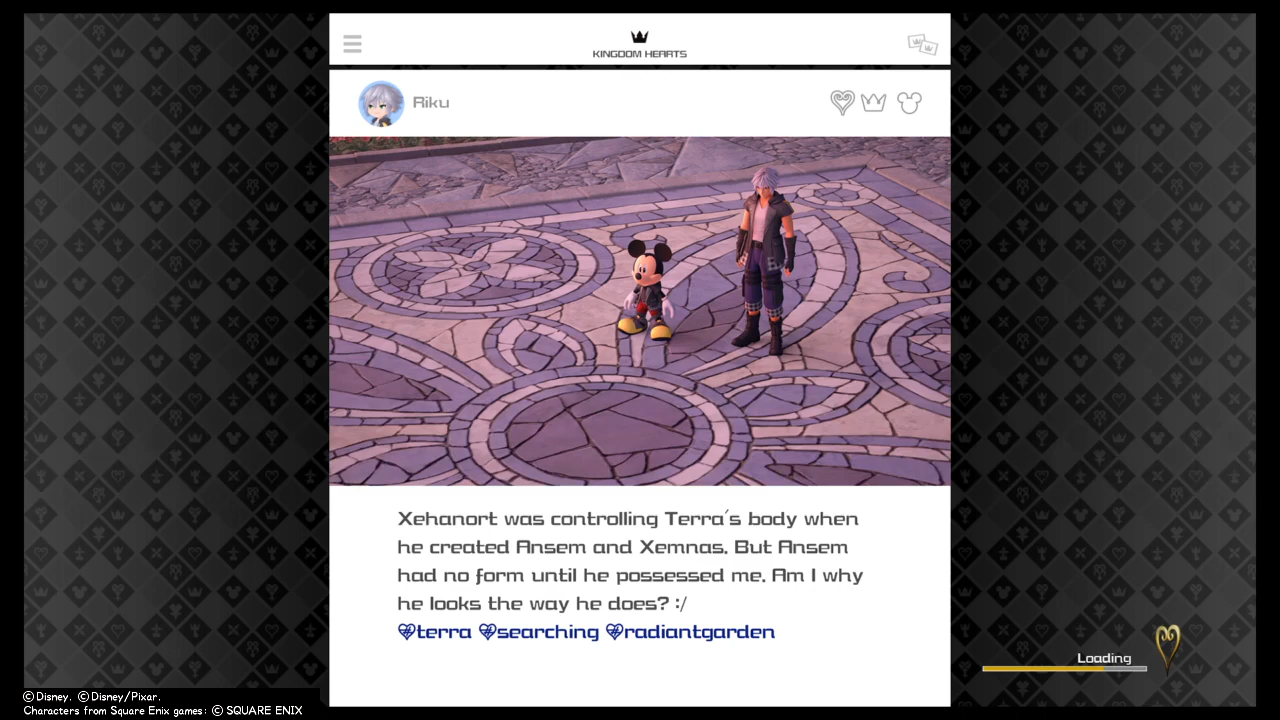 KINGDOM HEARTS
Riku
Xehanort was controlling Terra's body when
he created Ansem and Xemnas. But Ansem
had no form until he possessed me. Am I why
he looks the way he does? :/
#terra #searching #radiantgarden
Loading
© Disney. © Disney/Pixar.
Characters from Square Enix games: © SQUARE ENIX